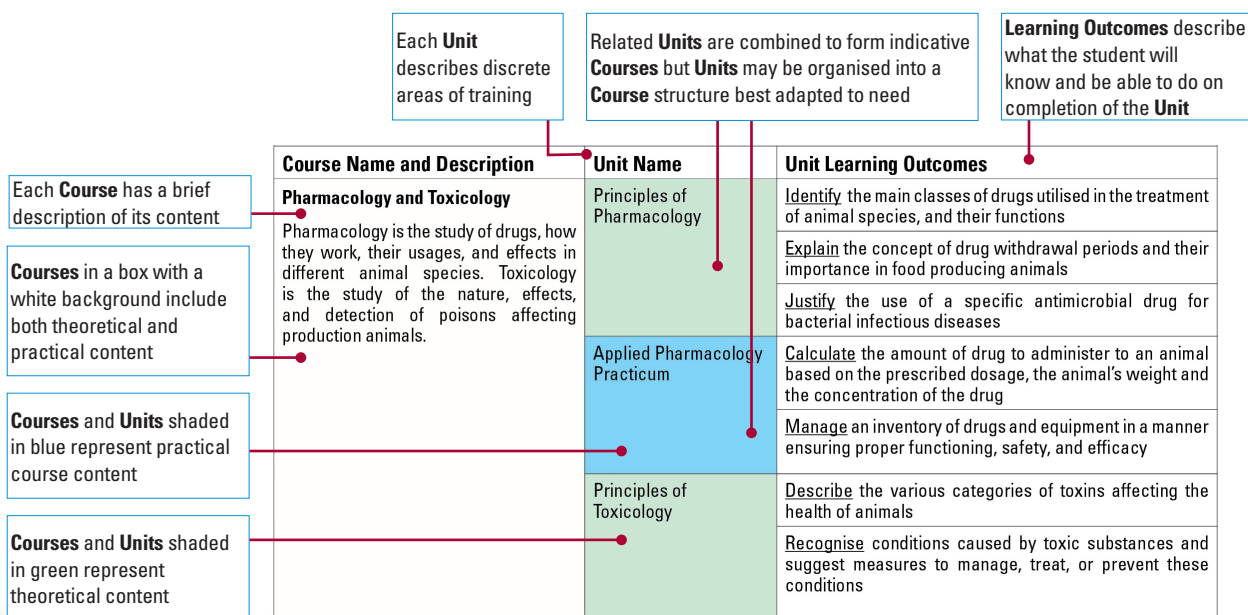 Each Unit
describes discrete
areas of training
Related Units are combined to form indicative
Courses but Units may be organised into a
Course structure best adapted to need
Learning Outcomes describe
what the student will
know and be able to do on
completion of the Unit
Each Course has a brief
description of its content
Courses in a box with a
white background include
both theoretical and
practical content
Courses and Units shaded
in blue represent practical
course content
Courses and Units shaded
in green represent
theoretical content
Course Name and Description
Unit Name
Unit Learning Outcomes
Pharmacology and Toxicology
Pharmacology is the study of drugs, how
they work, their usages, and effects in
different animal species. Toxicology
is the study of the nature, effects,
and detection of poisons affecting
production animals.
Principles of
Pharmacology
Identify the main classes of drugs utilised in the treatment
of animal species, and their functions
Explain the concept of drug withdrawal periods and their
importance in food producing animals
Justify the use of a specific antimicrobial drug for
bacterial infectious diseases
Applied Pharmacology
Practicum
Calculate the amount of drug to administer to an animal
based on the prescribed dosage, the animal's weight and
the concentration of the drug
Manage an inventory of drugs and equipment in a manner
ensuring proper functioning, safety, and efficacy
Principles of
Toxicology
Describe the various categories of toxins affecting the
health of animals
Recognise conditions caused by toxic substances and
suggest measures to manage, treat, or prevent these
conditions